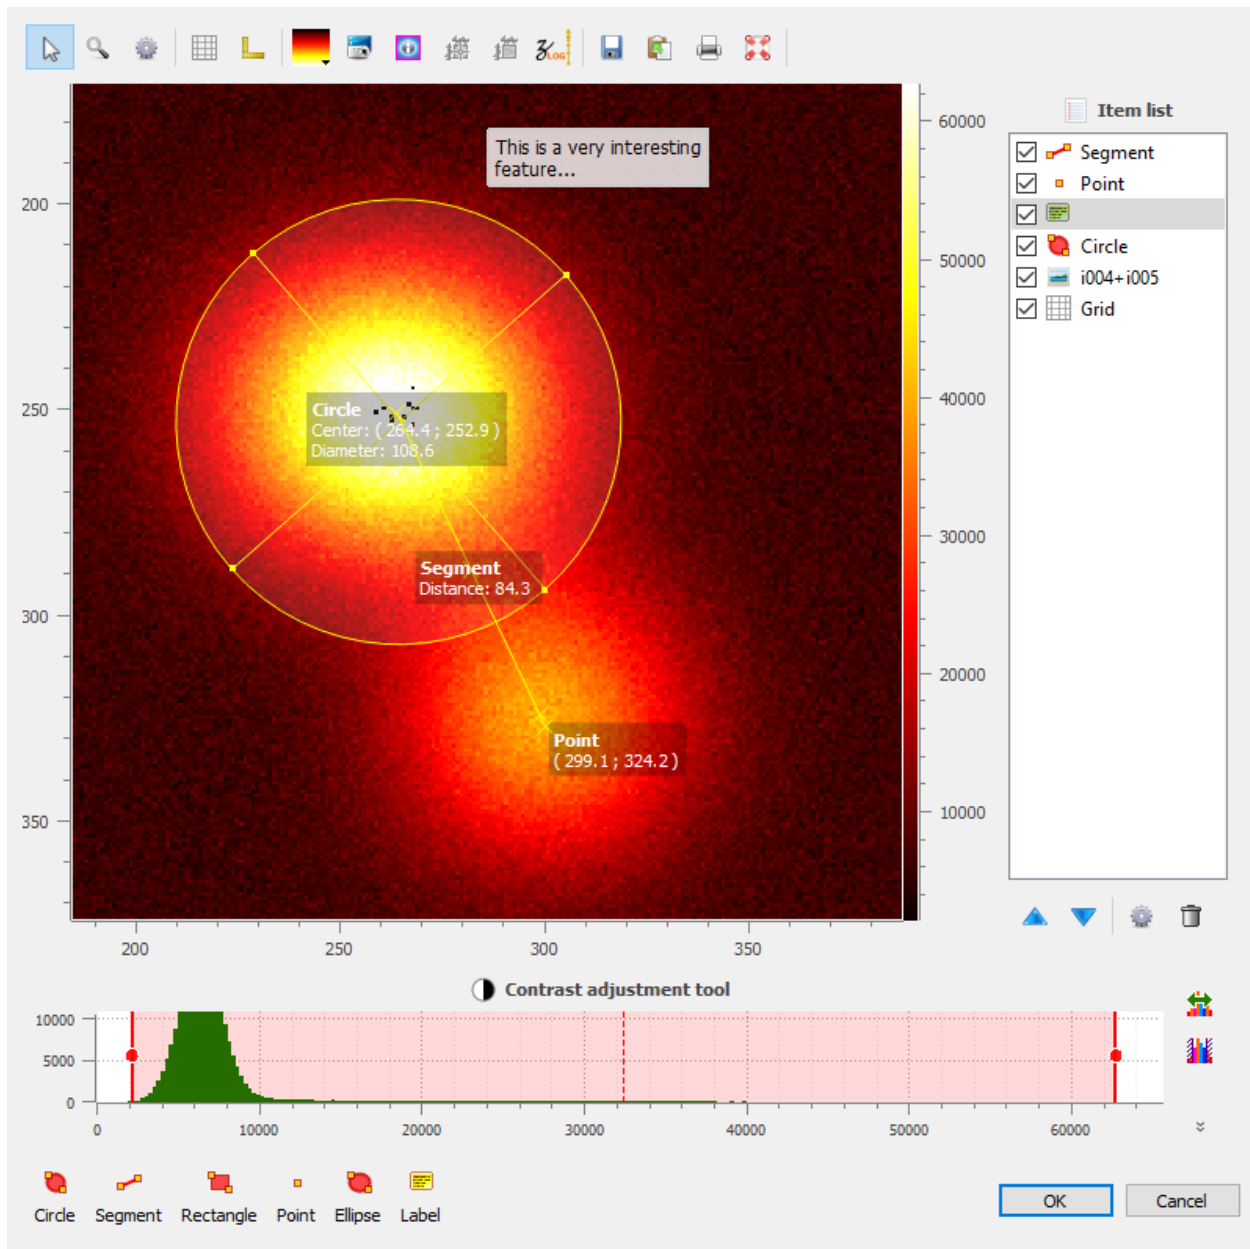 LOG
This is a very interesting
feature...
200
250
300
350
Circle
Center: ( 264.4 ; 252.9 )
Diameter: 108.6
Segment
Distance: 84.3
Point
( 299.1 ; 324.2 )
200
250
300
350
60000
50000
40000
30000
20000
10000
Item list
Segment
Point
Circle
i004+i005
Grid
Contrast adjustment tool
10000
5000
0
0
10000
20000
30000
40000
50000
60000
Circle
Segment
Rectangle
Point
Ellipse
Label
OK
Cancel